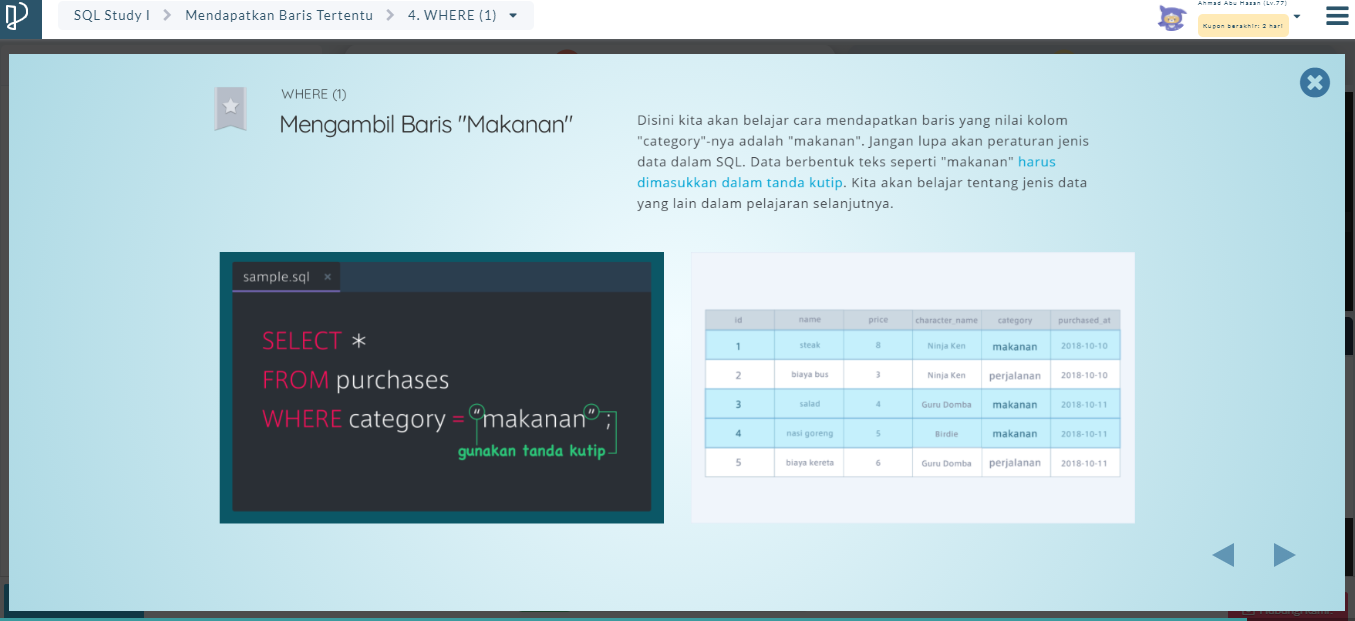 SQL Study I > Mendapatkan Baris Tertentu > 4. WHERE (1)
Ahmad Abu Hasan (Lv.77)
Kupon berakhir: 2 hari
WHERE (1)
Mengambil Baris "Makanan"
Disini kita akan belajar cara mendapatkan baris yang nilai kolom
"category"-nya adalah "makanan". Jangan lupa akan peraturan jenis
data dalam SQL. Data berbentuk teks seperti "makanan" harus
dimasukkan dalam tanda kutip. Kita akan belajar tentang jenis data
yang lain dalam pelajaran selanjutnya.
sample.sql ×
SELECT *
FROM purchases
WHERE category = “makanan” ;
gunakan tanda kutip
id name price character_name category purchased_at
1 steak 8 Ninja Ken makanan 2018-10-10
2 biaya bus 3 Ninja Ken perjalanan 2018-10-10
3 salad 4 Guru Domba makanan 2018-10-11
4 nasi goreng 5 Birdie makanan 2018-10-11
5 biaya kereta 6 Guru Domba perjalanan 2018-10-11